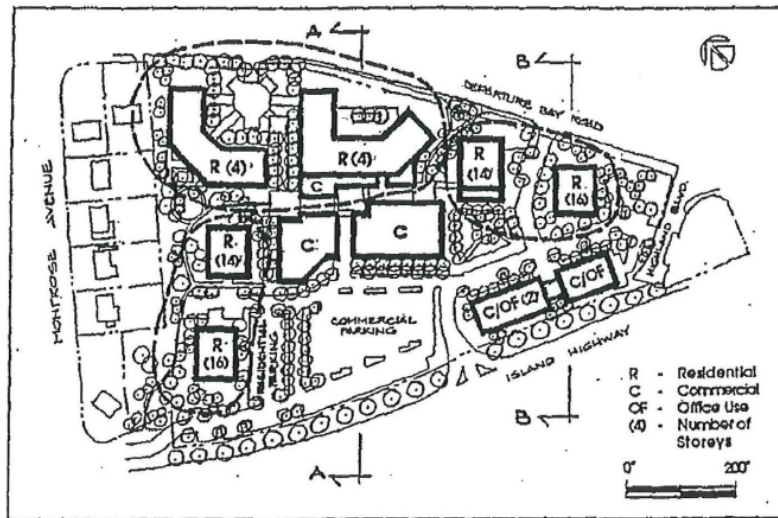 A
B
DEPARTURE BAY ROAD
MONTROSE AVENUE
R (4)
R (4)
R
(14)
R
(16)
C
C
C
R
(14)
HIGHLAND BLVD.
C/OF (2)
C/OF
COMMERCIAL
PARKING
RESIDENTIAL
PARKING
R
(16)
ISLAND HIGHWAY
R - Residential
C - Commercial
OF - Office Use
(4) - Number of
Storeys
B
0" 200"
A